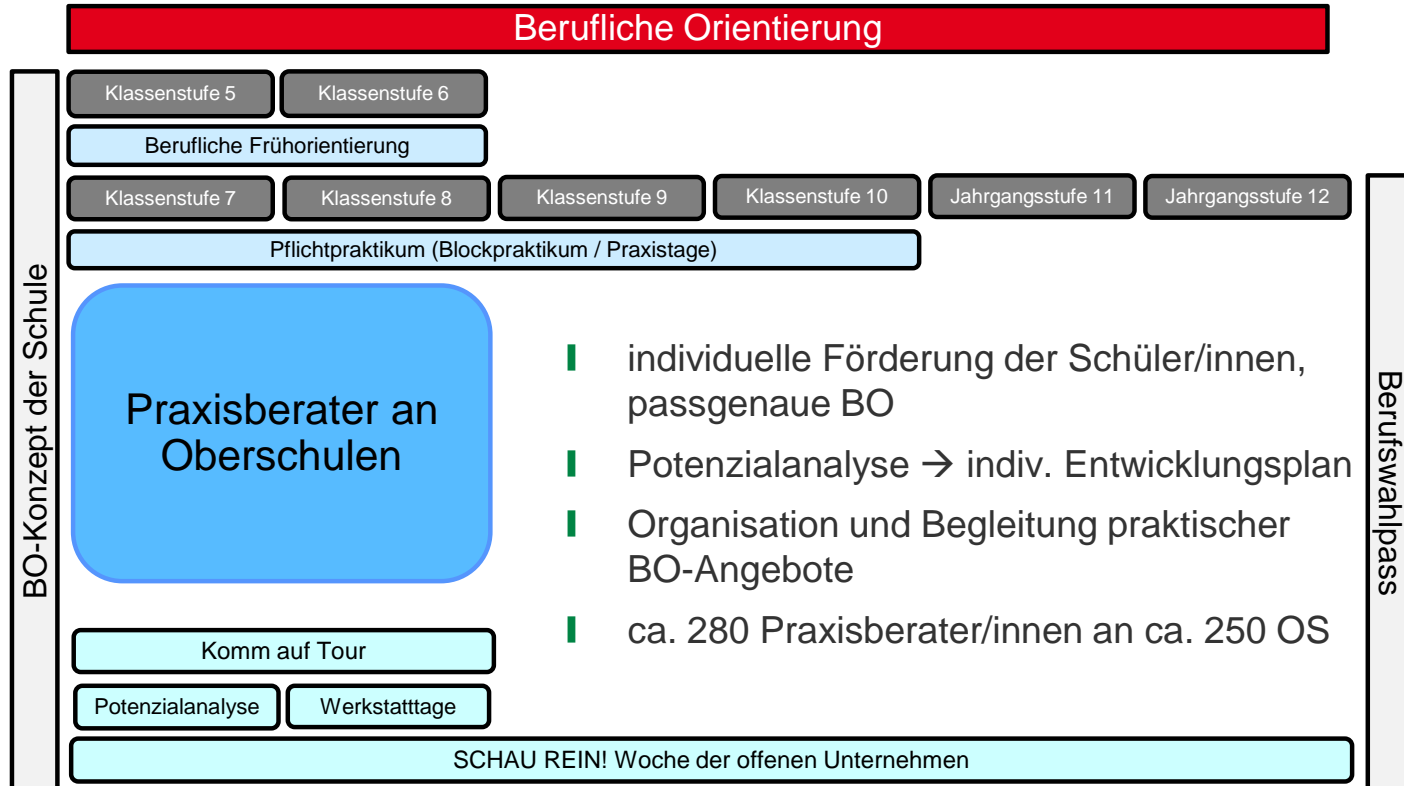 Berufliche Orientierung
BO-Konzept der Schule
Klassenstufe 5
Klassenstufe 6
Berufliche Frühorientierung
Klassenstufe 7
Klassenstufe 8
Klassenstufe 9
Klassenstufe 10
Jahrgangsstufe 11
Jahrgangsstufe 12
Pflichtpraktikum (Blockpraktikum / Praxistage)
Praxisberater an
Oberschulen
individuelle Förderung der Schüler/innen,
passgenaue BO
Potenzialanalyse → indiv. Entwicklungsplan
Organisation und Begleitung praktischer
BO-Angebote
ca. 280 Praxisberater/innen an ca. 250 OS
Komm auf Tour
Potenzialanalyse
Werkstatttage
SCHAU REIN! Woche der offenen Unternehmen
Berufswahlpass